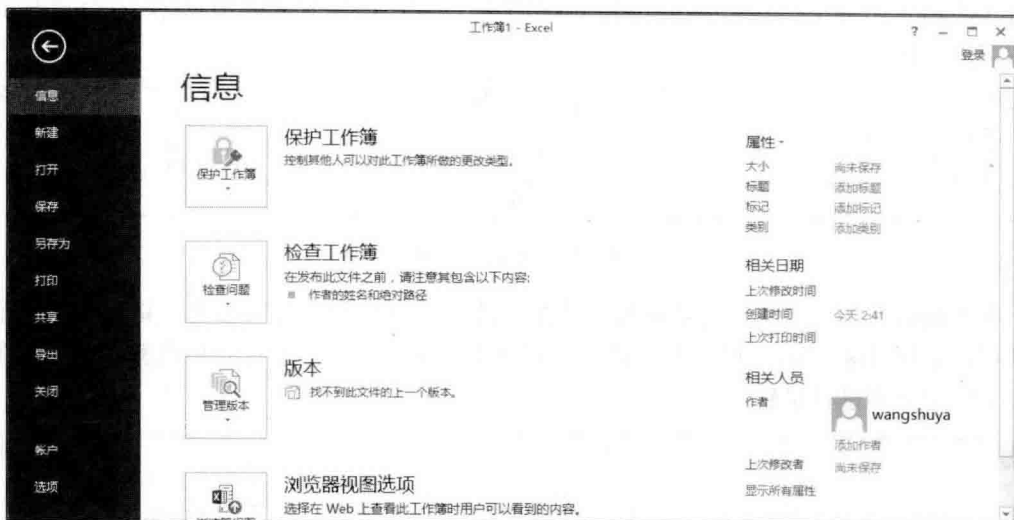 工作簿1 - Excel
?
登录
信息
新建
打开
保存
另存为
打印
共享
导出
关闭
帐户
选项
信息
保护工作簿
保护工作簿
控制其他人可以对此工作簿所做的更改类型。
检查问题
检查工作簿
在发布此文件之前，请注意其包含以下内容:
作者的姓名和绝对路径
管理版本
版本
找不到此文件的上一个版本。
浏览器视图选项
选择在 Web 上查看此工作簿时用户可以看到的内容。
属性
大小 尚未保存
标题 添加标题
标记 添加标记
类别 添加类别
相关日期
上次修改时间
创建时间 今天 2:41
上次打印时间
相关人员
作者 wangshuya
添加作者
上次修改者 尚未保存
显示所有属性